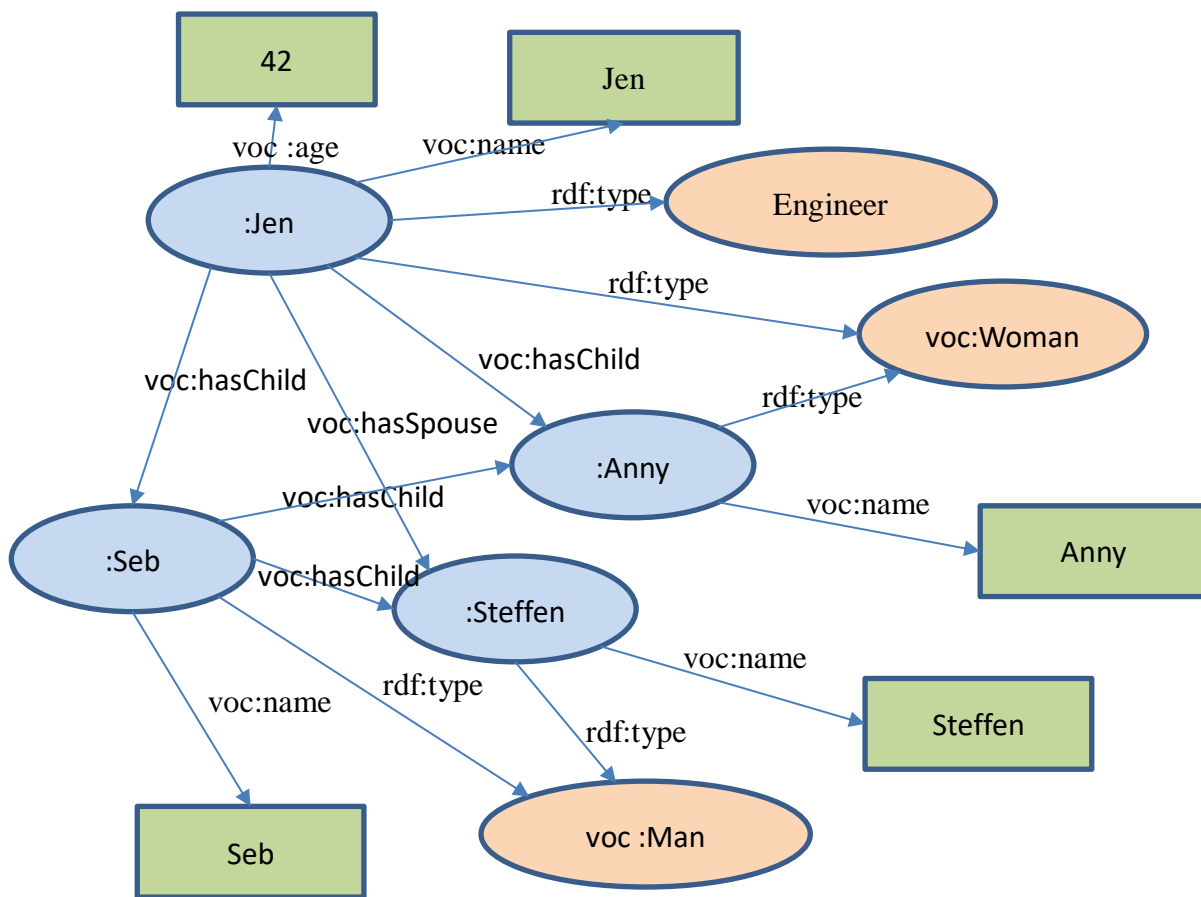 42
Jen
voc :age
voc:name
rdf:type
Engineer
:Jen
rdf:type
voc:Woman
voc:hasChild
voc:hasChild
rdf:type
voc:hasSpouse
:Anny
voc:hasChild
voc:name
Anny
:Seb
voc:hasChild
:Steffen
voc:name
rdf:type
voc:name
Steffen
rdf:type
voc :Man
Seb